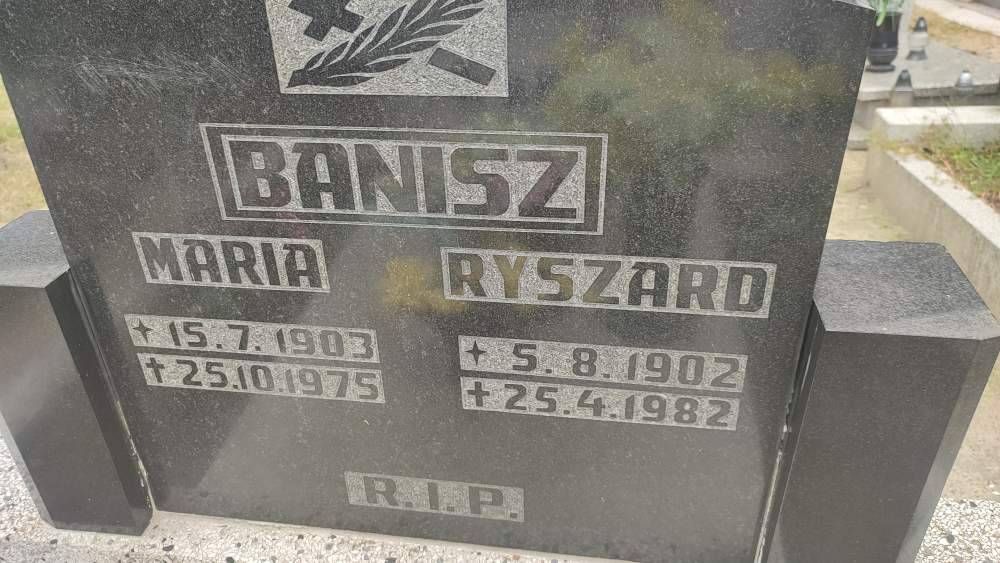 BANISZ
MARIA
15.7.1903
✝ 25.10.1975
RYSZARD
5.8.1902
✝ 25.4.1982
R.I.P.